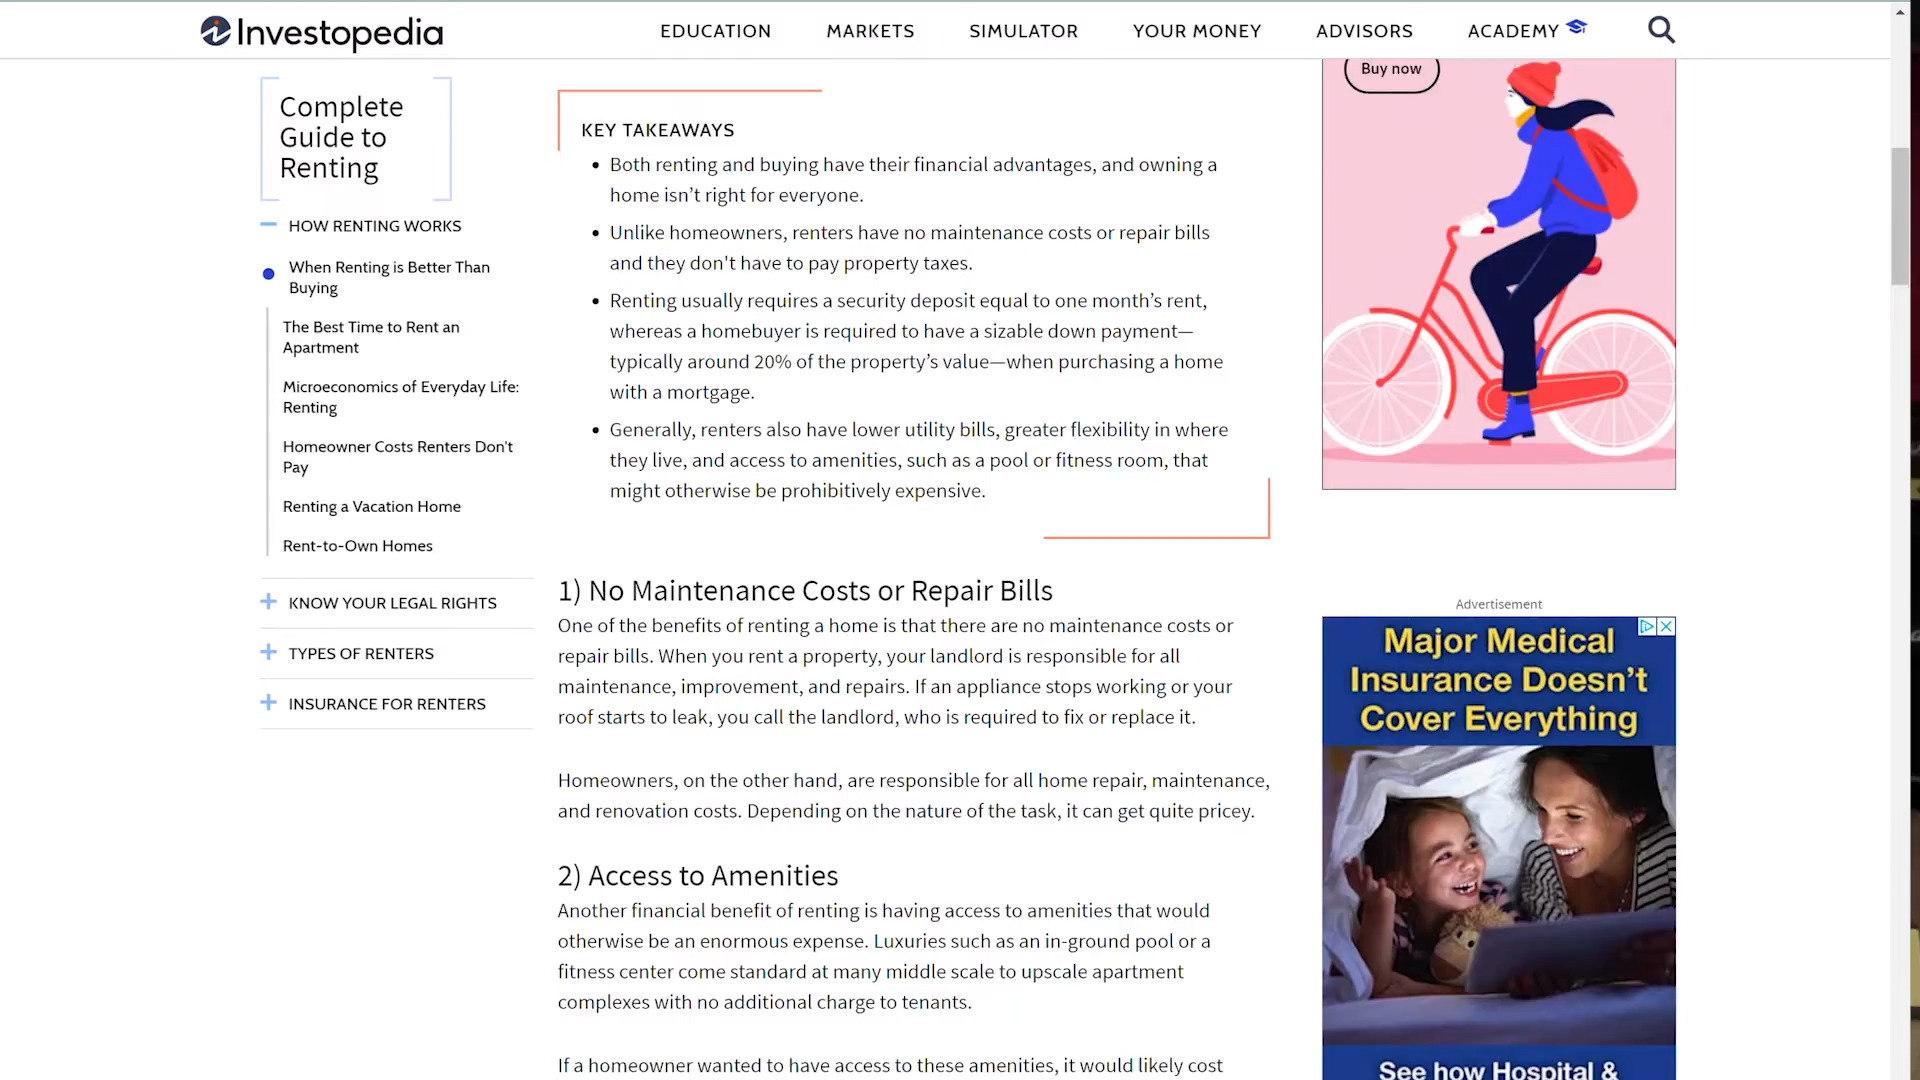 Investopedia
EDUCATION
MARKETS
SIMULATOR
YOUR MONEY
ADVISORS
ACADEMY
Complete
Guide to
Renting
HOW RENTING WORKS
When Renting is Better Than
Buying
The Best Time to Rent an
Apartment
Microeconomics of Everyday Life:
Renting
Homeowner Costs Renters Don't
Pay
Renting a Vacation Home
Rent-to-Own Homes
KNOW YOUR LEGAL RIGHTS
TYPES OF RENTERS
INSURANCE FOR RENTERS
KEY TAKEAWAYS
Both renting and buying have their financial advantages, and owning a
home isn’t right for everyone.
Unlike homeowners, renters have no maintenance costs or repair bills
and they don't have to pay property taxes.
Renting usually requires a security deposit equal to one month’s rent,
whereas a homebuyer is required to have a sizable down payment—
typically around 20% of the property’s value—when purchasing a home
with a mortgage.
Generally, renters also have lower utility bills, greater flexibility in where
they live, and access to amenities, such as a pool or fitness room, that
might otherwise be prohibitively expensive.
1) No Maintenance Costs or Repair Bills
One of the benefits of renting a home is that there are no maintenance costs or
repair bills. When you rent a property, your landlord is responsible for all
maintenance, improvement, and repairs. If an appliance stops working or your
roof starts to leak, you call the landlord, who is required to fix or replace it.
Homeowners, on the other hand, are responsible for all home repair, maintenance,
and renovation costs. Depending on the nature of the task, it can get quite pricey.
2) Access to Amenities
Another financial benefit of renting is having access to amenities that would
otherwise be an enormous expense. Luxuries such as an in-ground pool or a
fitness center come standard at many middle scale to upscale apartment
complexes with no additional charge to tenants.
If a homeowner wanted to have access to these amenities, it would likely cost
Buy now
Advertisement
Major Medical
Insurance Doesn’t
Cover Everything
See how Hospital &